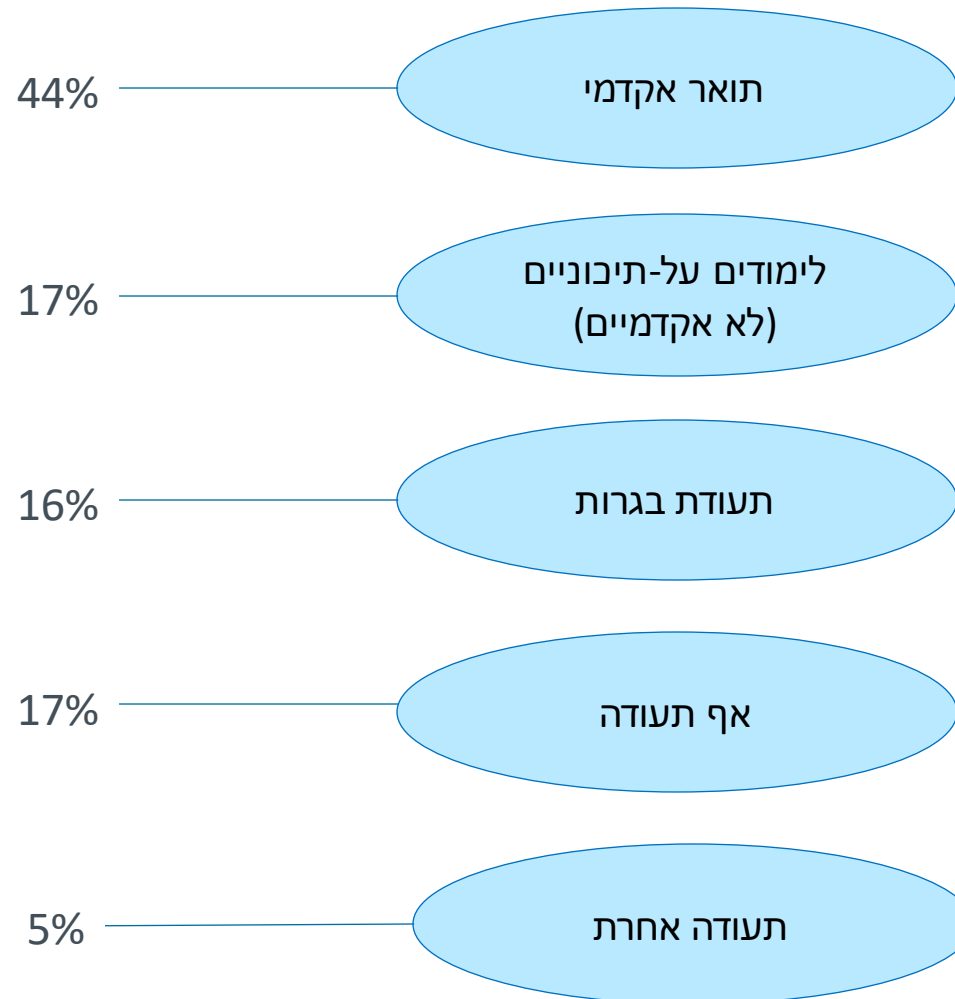 תואר אקדמי
44%
לימודים על-תיכוניים
(לא אקדמיים)
17%
תעודת בגרות
16%
אף תעודה
17%
תעודה אחרת
5%